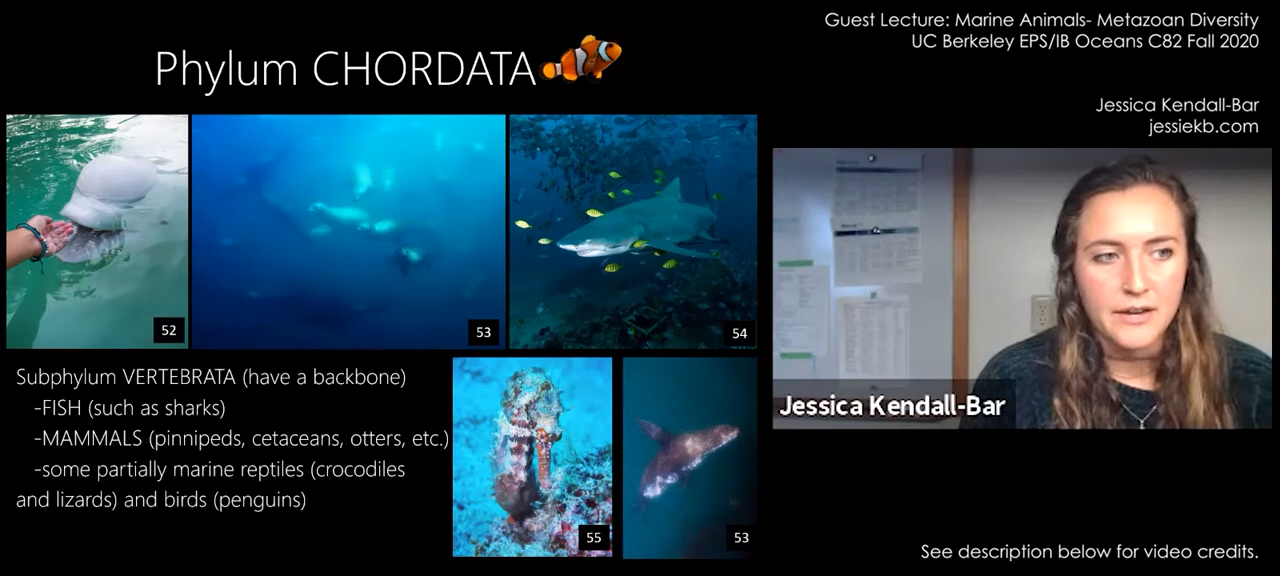 Guest Lecture: Marine Animals- Metazoan Diversity
UC Berkeley EPS/IB Oceans C82 Fall 2020
Phylum CHORDATA
Jessica Kendall-Bar
jessiekb.com
52
53
54
Subphylum VERTEBRATA (have a backbone)
-FISH (such as sharks)
-MAMMALS (pinnipeds, cetaceans, otters, etc.)
-some partially marine reptiles (crocodiles
and lizards) and birds (penguins)
55
53
Jessica Kendall-Bar
See description below for video credits.